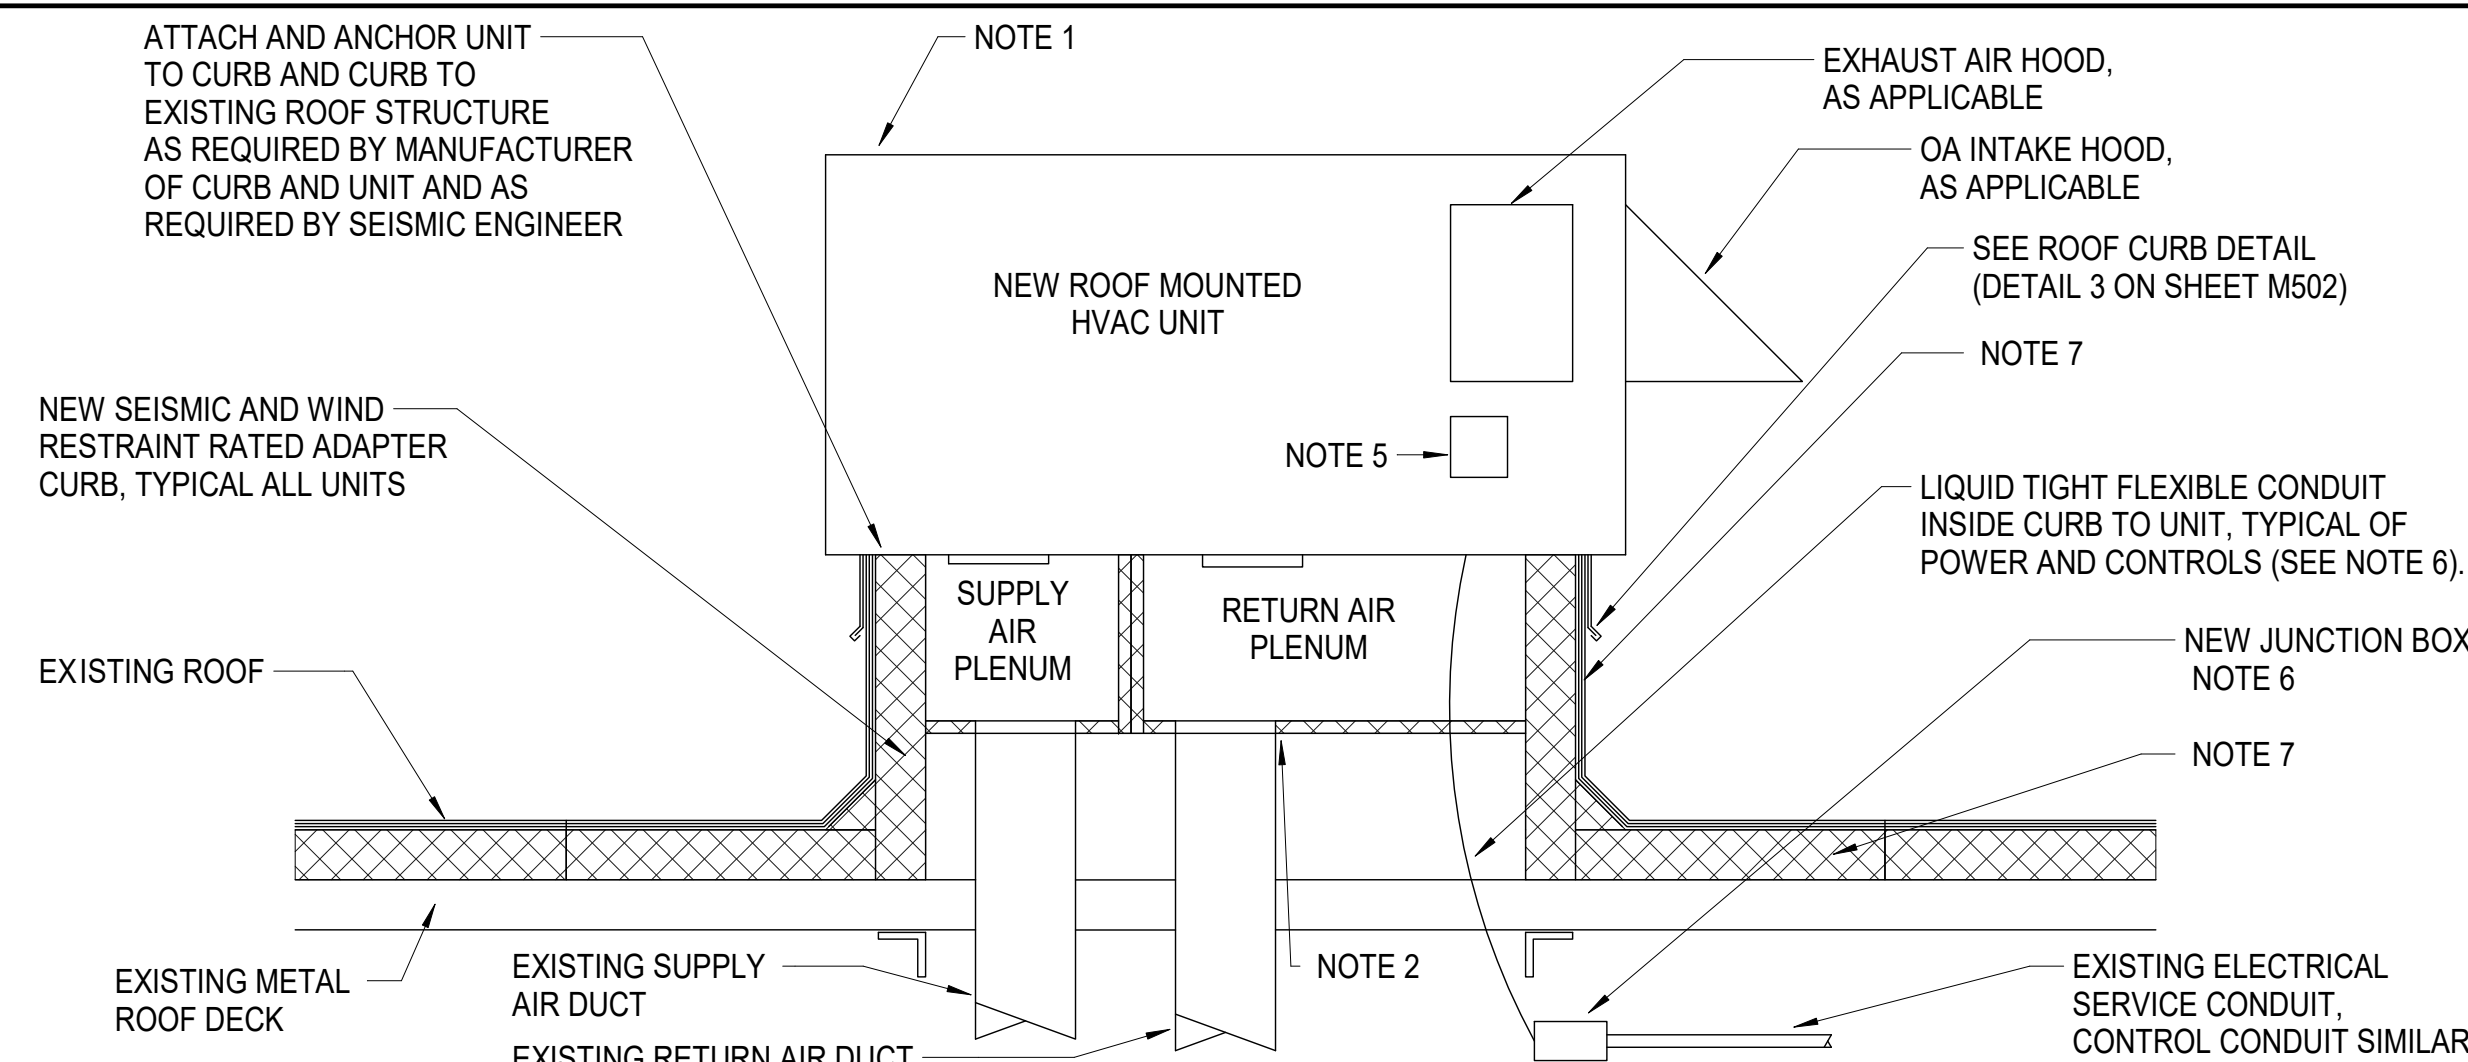 ATTACH AND ANCHOR UNIT
TO CURB AND CURB TO
EXISTING ROOF STRUCTURE
AS REQUIRED BY MANUFACTURER
OF CURB AND UNIT AND AS
REQUIRED BY SEISMIC ENGINEER
NOTE 1
EXHAUST AIR HOOD,
AS APPLICABLE
OA INTAKE HOOD,
AS APPLICABLE
SEE ROOF CURB DETAIL
(DETAIL 3 ON SHEET M502)
NEW ROOF MOUNTED
HVAC UNIT
NOTE 7
NEW SEISMIC AND WIND
RESTRAINT RATED ADAPTER
CURB, TYPICAL ALL UNITS
NOTE 5
LIQUID TIGHT FLEXIBLE CONDUIT
INSIDE CURB TO UNIT, TYPICAL OF
POWER AND CONTROLS (SEE NOTE 6).
SUPPLY
AIR
PLENUM
RETURN AIR
PLENUM
NEW JUNCTION BOX
NOTE 6
EXISTING ROOF
NOTE 7
EXISTING METAL
ROOF DECK
EXISTING SUPPLY
AIR DUCT
NOTE 2
EXISTING ELECTRICAL
SERVICE CONDUIT,
CONTROL CONDUIT SIMILAR
EXISTING RETURN AIR DUCT